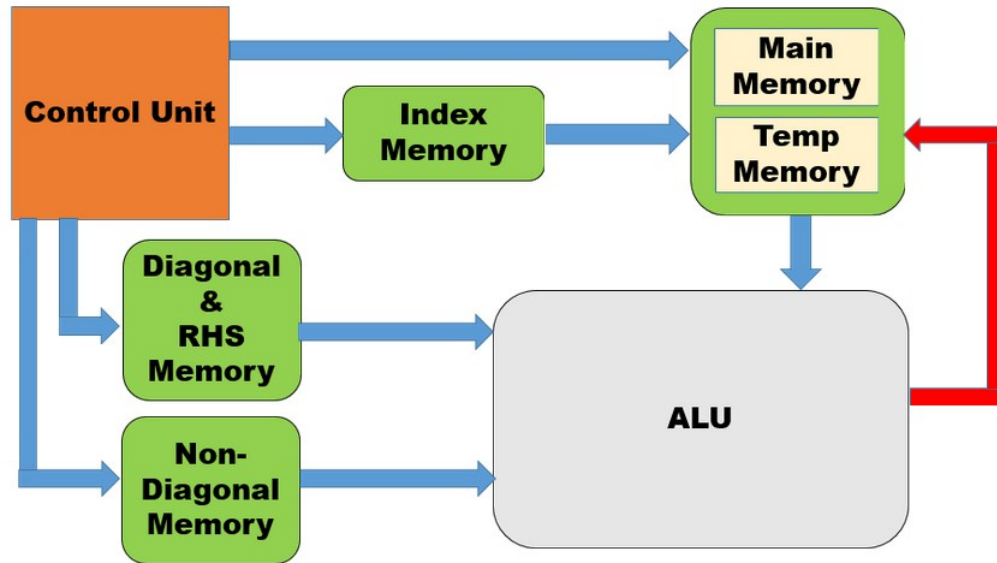 Control Unit
Index
Memory
Main
Memory
Temp
Memory
Diagonal
&
RHS
Memory
Non-
Diagonal
Memory
ALU